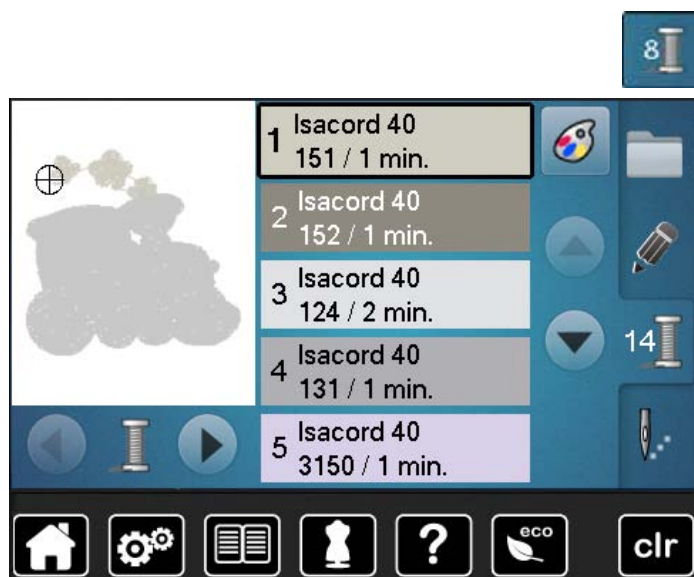 8
1 Isacord 40
151 / 1 min.
2 Isacord 40
152 / 1 min.
3 Isacord 40
124 / 2 min.
14
4 Isacord 40
131 / 1 min.
5 Isacord 40
3150 / 1 min.
? eco clr